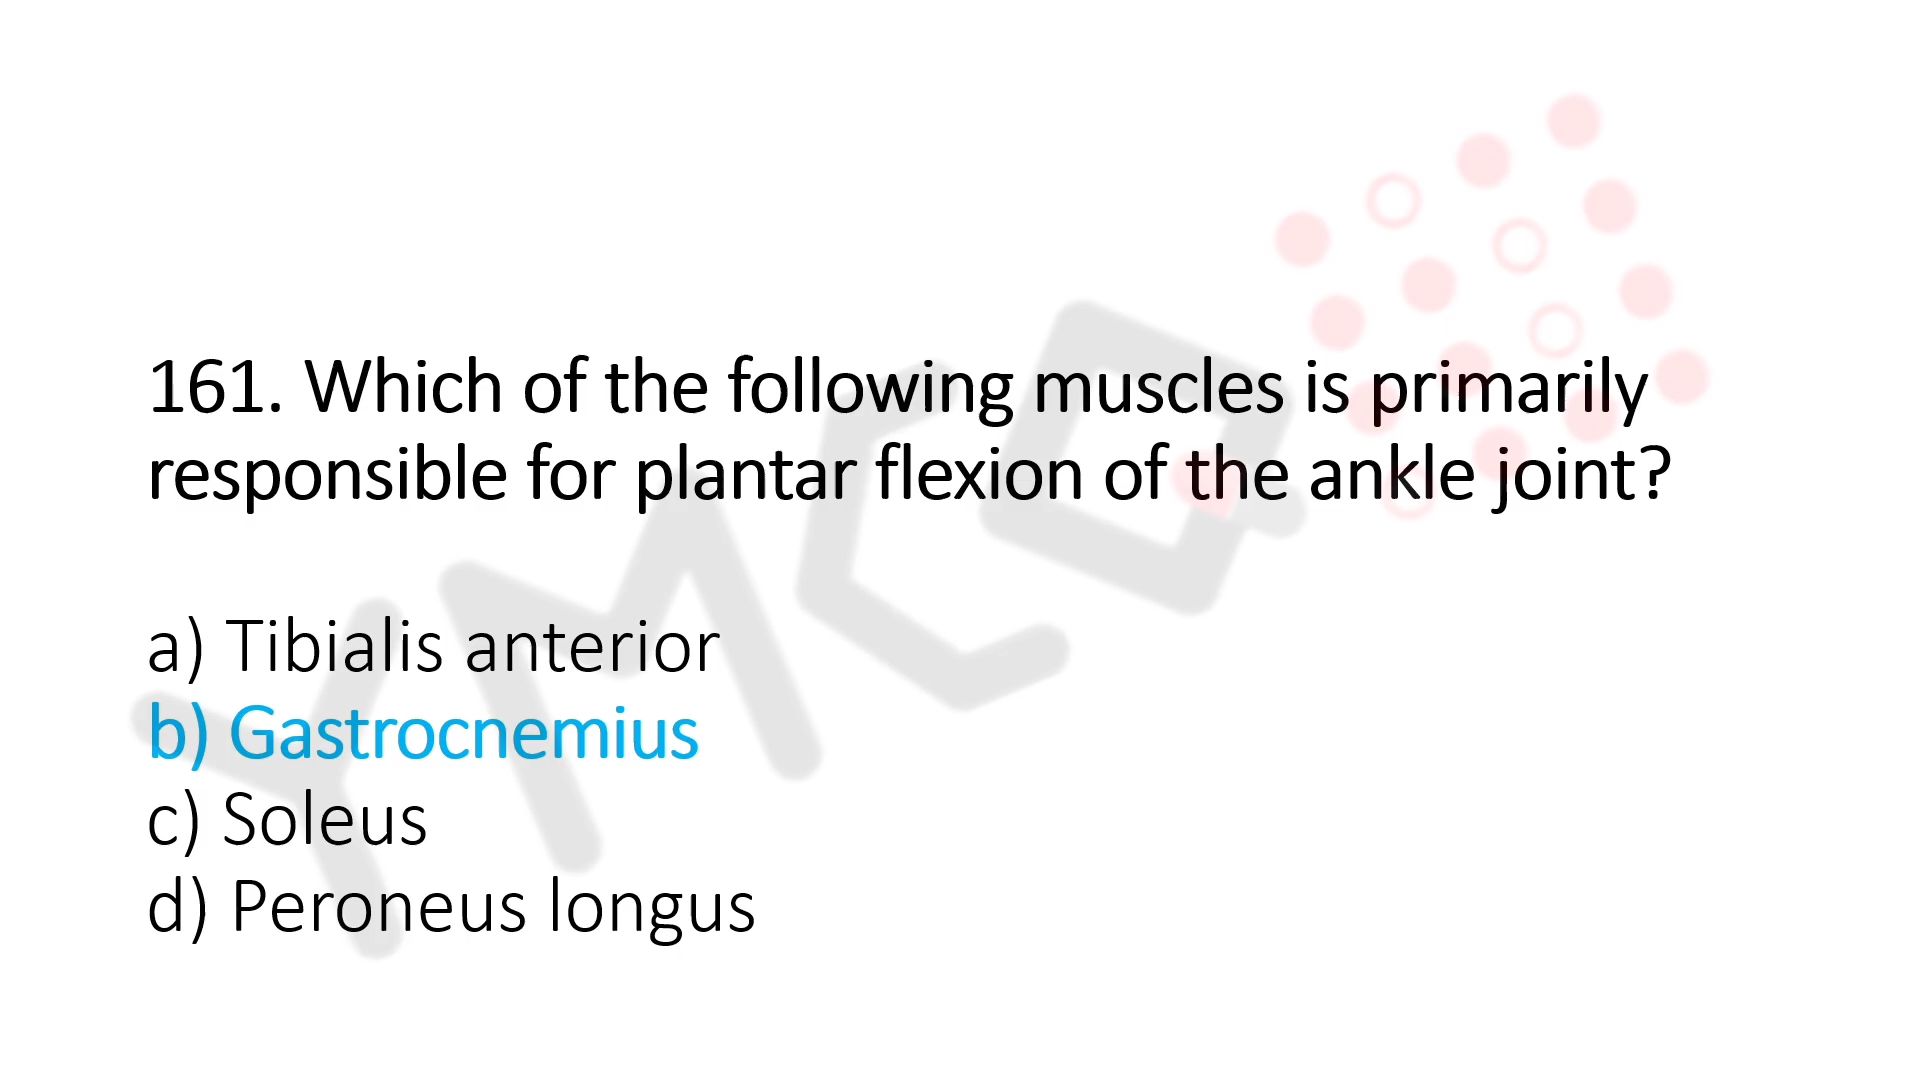 161. Which of the following muscles is primarily
responsible for plantar flexion of the ankle joint?
a) Tibialis anterior
b) Gastrocnemius
c) Soleus
d) Peroneus longus
YMCQ